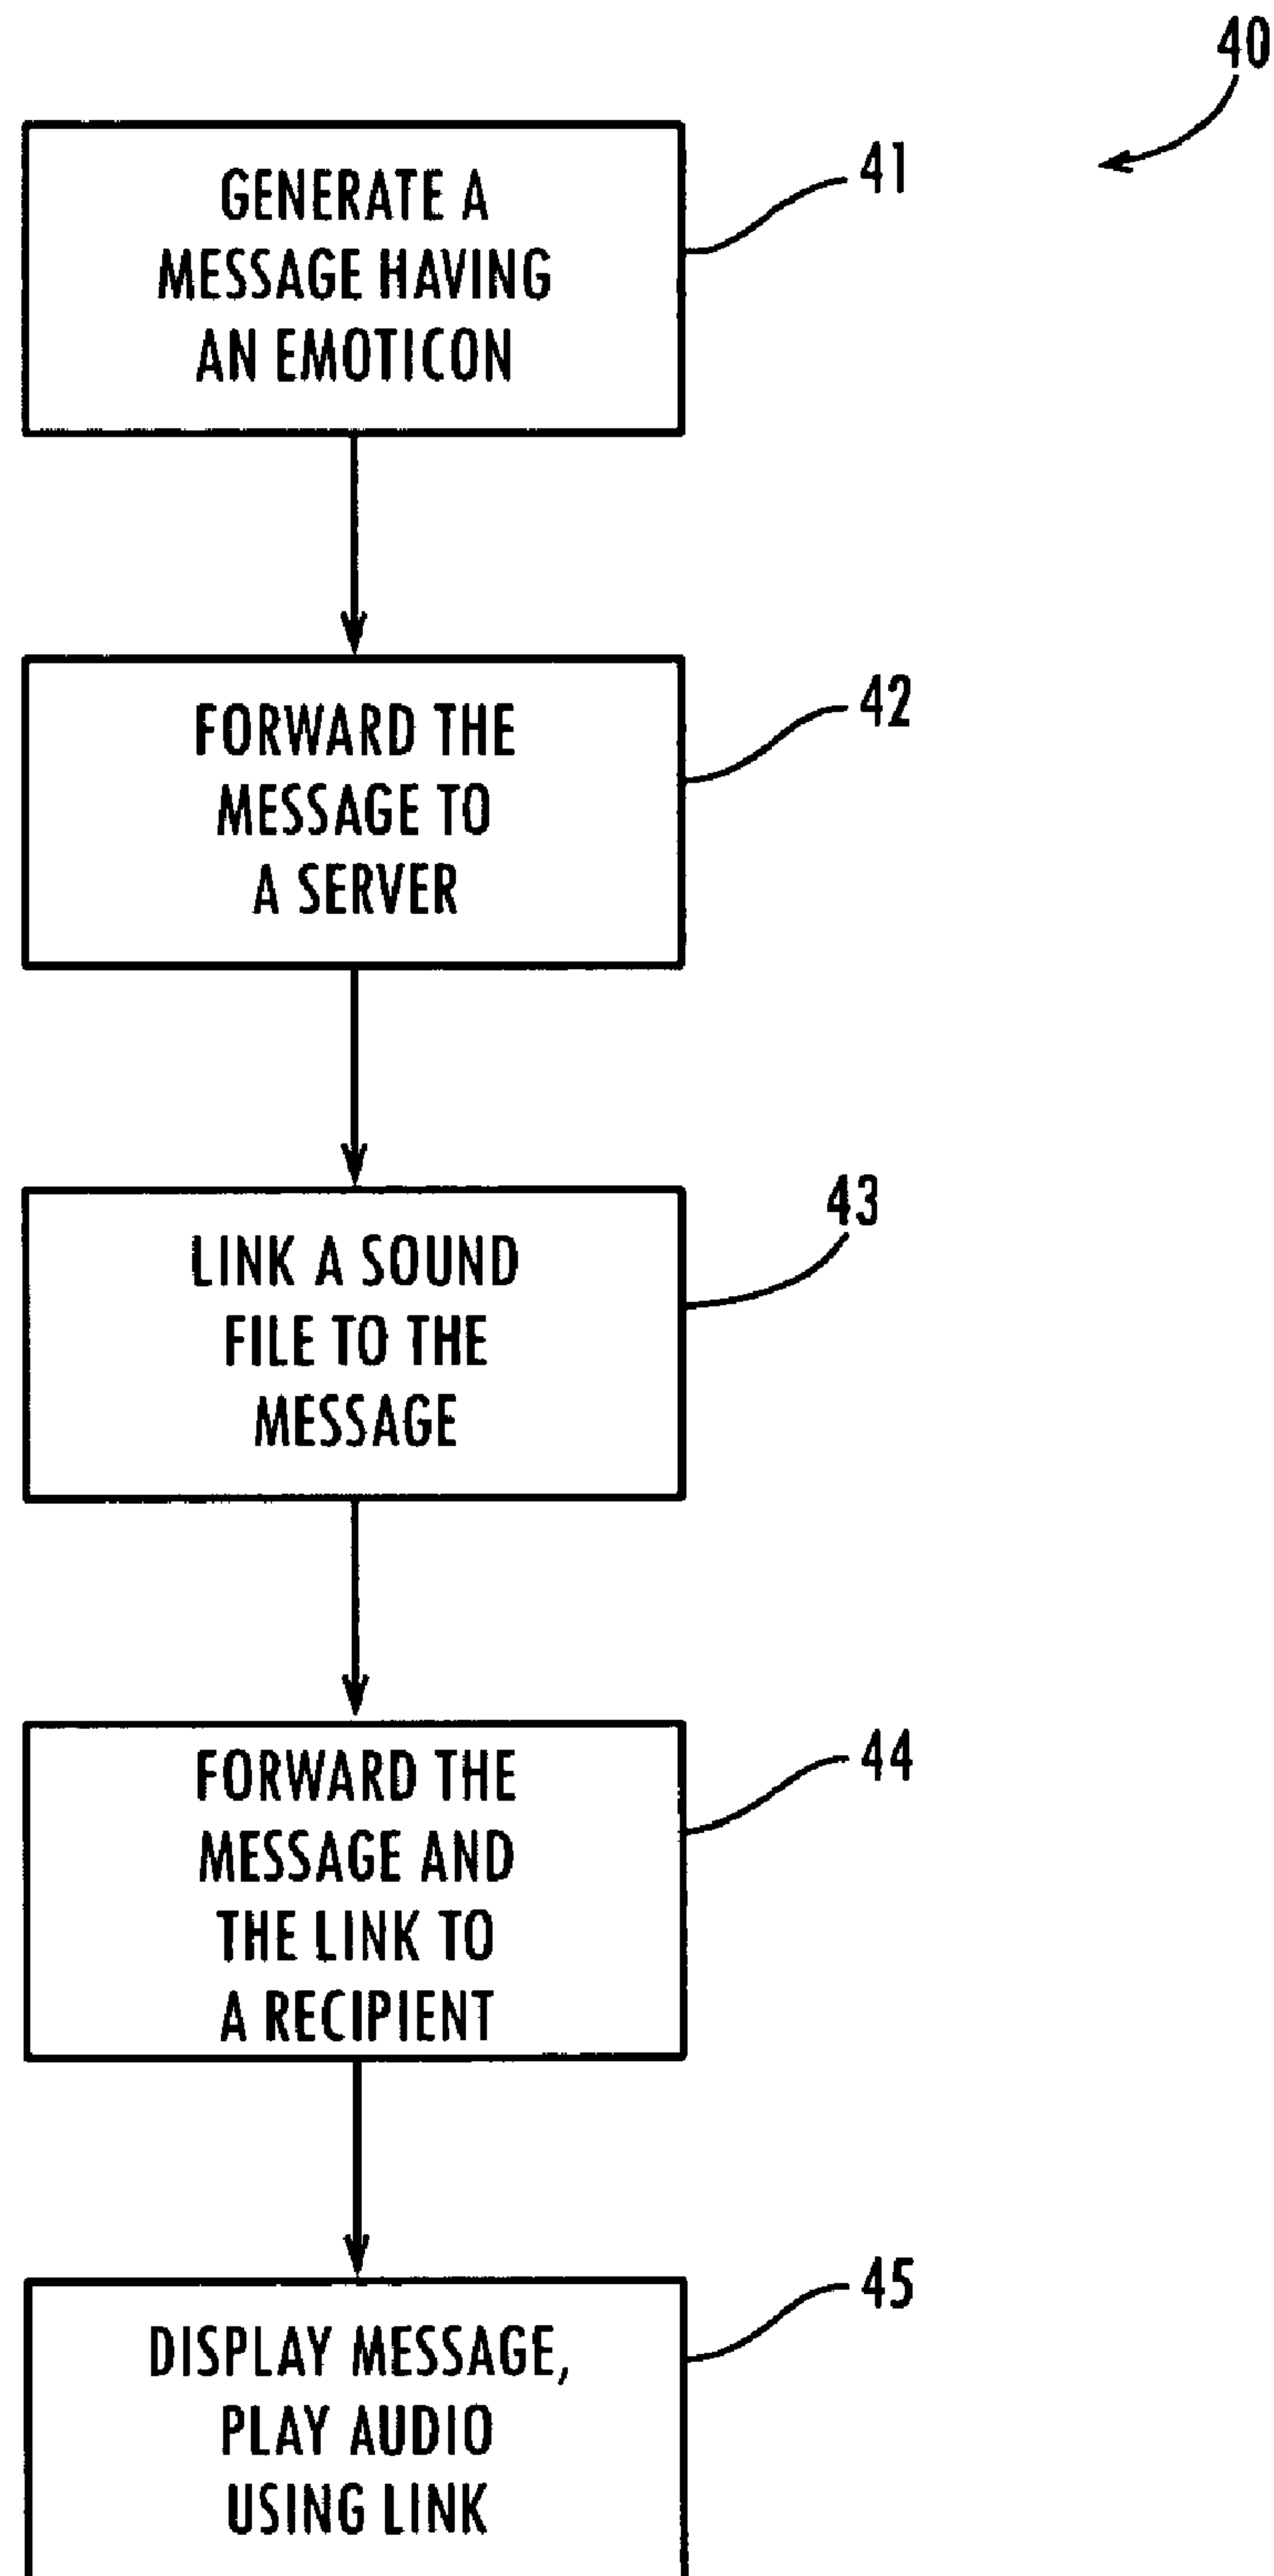 40
GENERATE A
MESSAGE HAVING
AN EMOTICON
41
FORWARD THE
MESSAGE TO
A SERVER
42
LINK A SOUND
FILE TO THE
MESSAGE
43
FORWARD THE
MESSAGE AND
THE LINK TO
A RECIPIENT
44
DISPLAY MESSAGE,
PLAY AUDIO
USING LINK
45